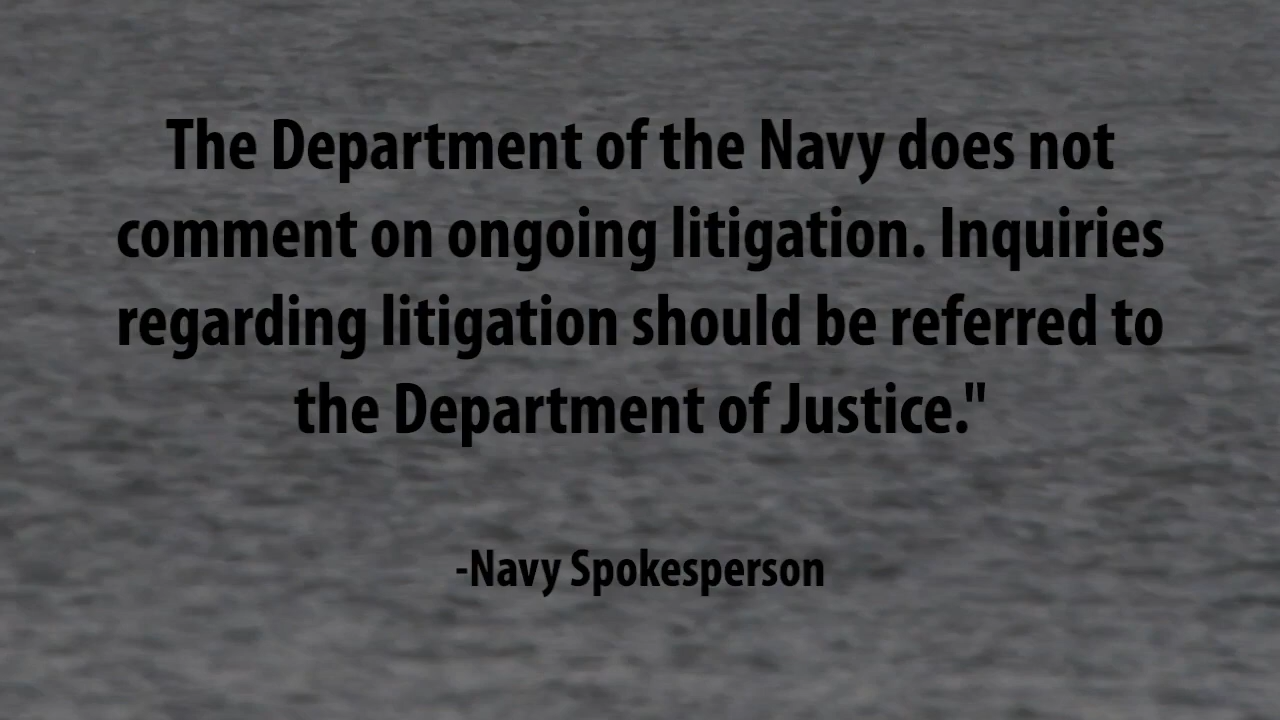 The Department of the Navy does not
comment on ongoing litigation. Inquiries
regarding litigation should be referred to
the Department of Justice."
-Navy Spokesperson